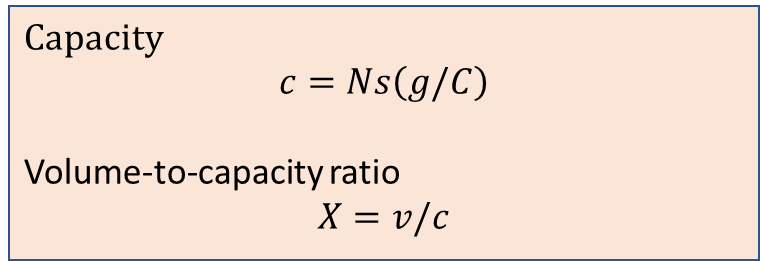 Capacity
c = Ns(g/C)
Volume-to-capacity ratio
X = v/c